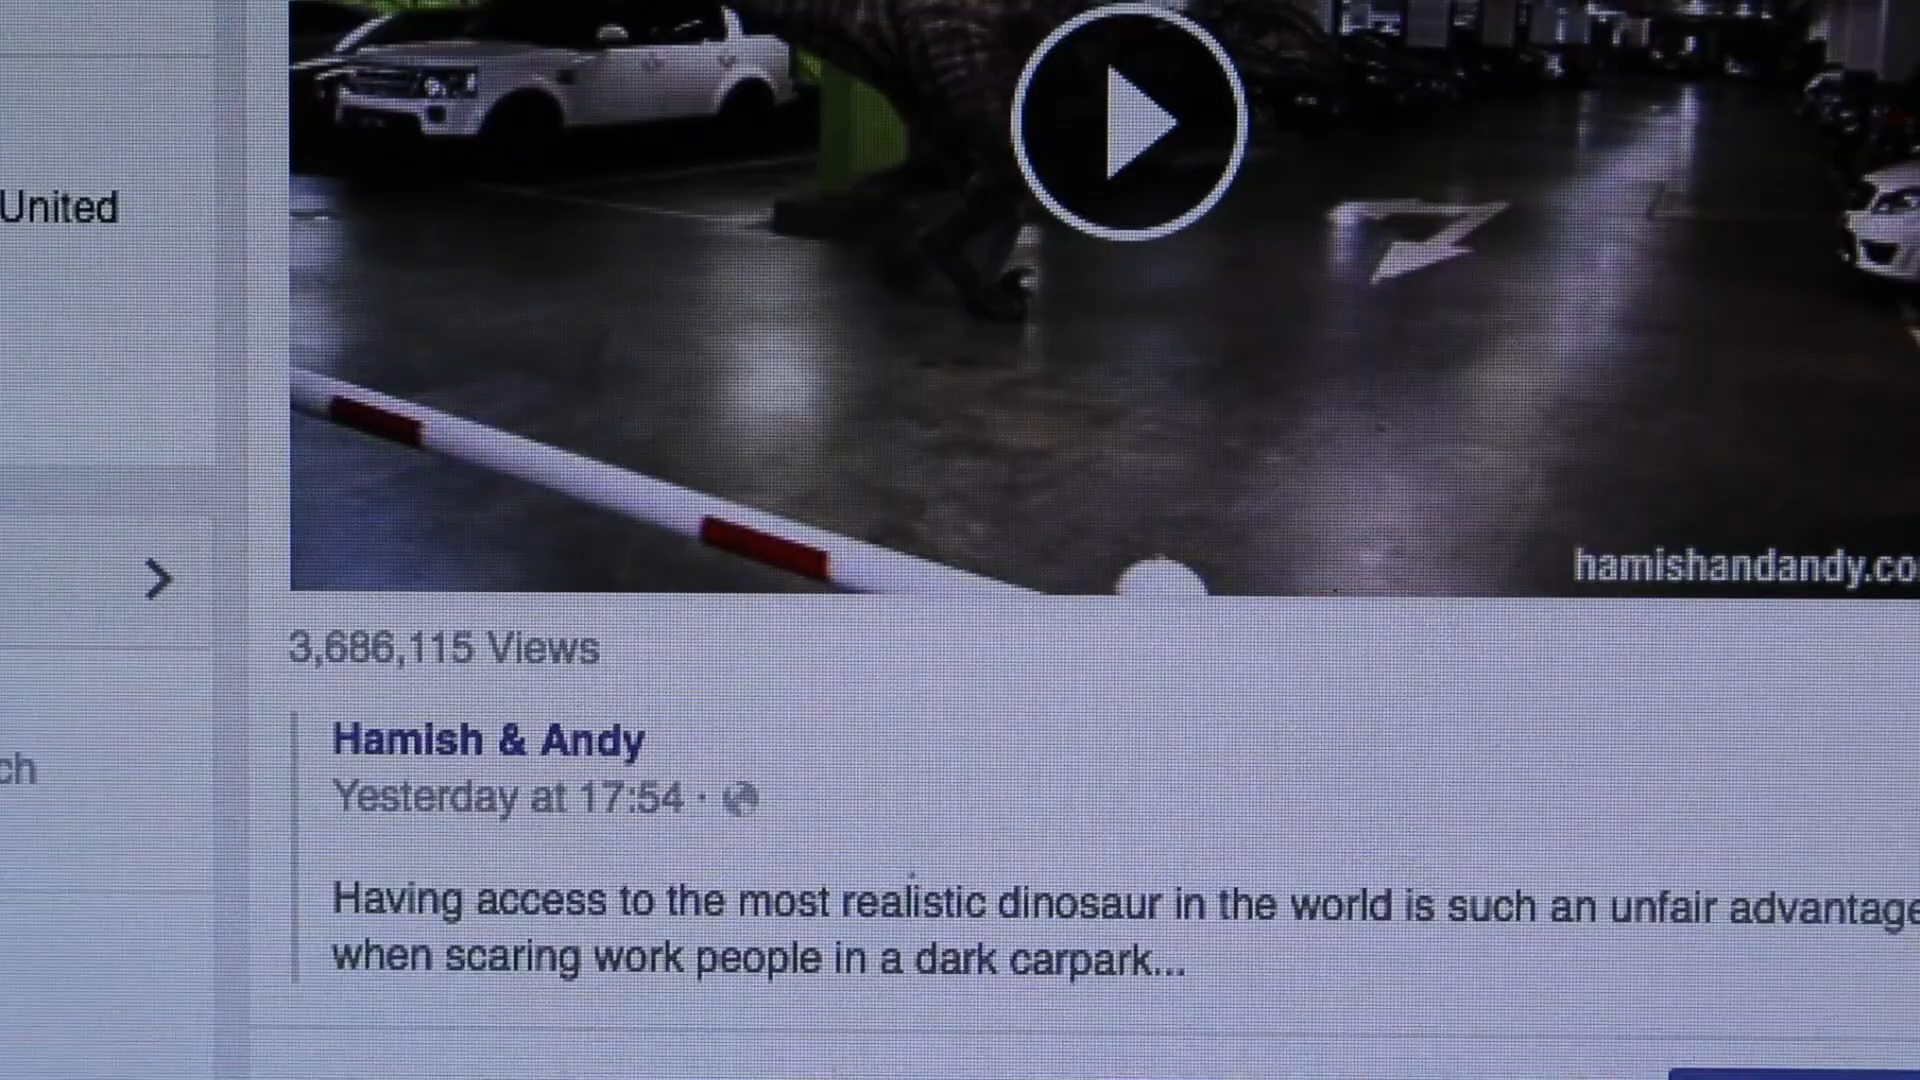 United
hamishandandy.co
3,686,115 Views
Hamish & Andy
Yesterday at 17:54 ·
ch
Having access to the most realistic dinosaur in the world is such an unfair advantage
when scaring work people in a dark carpark...